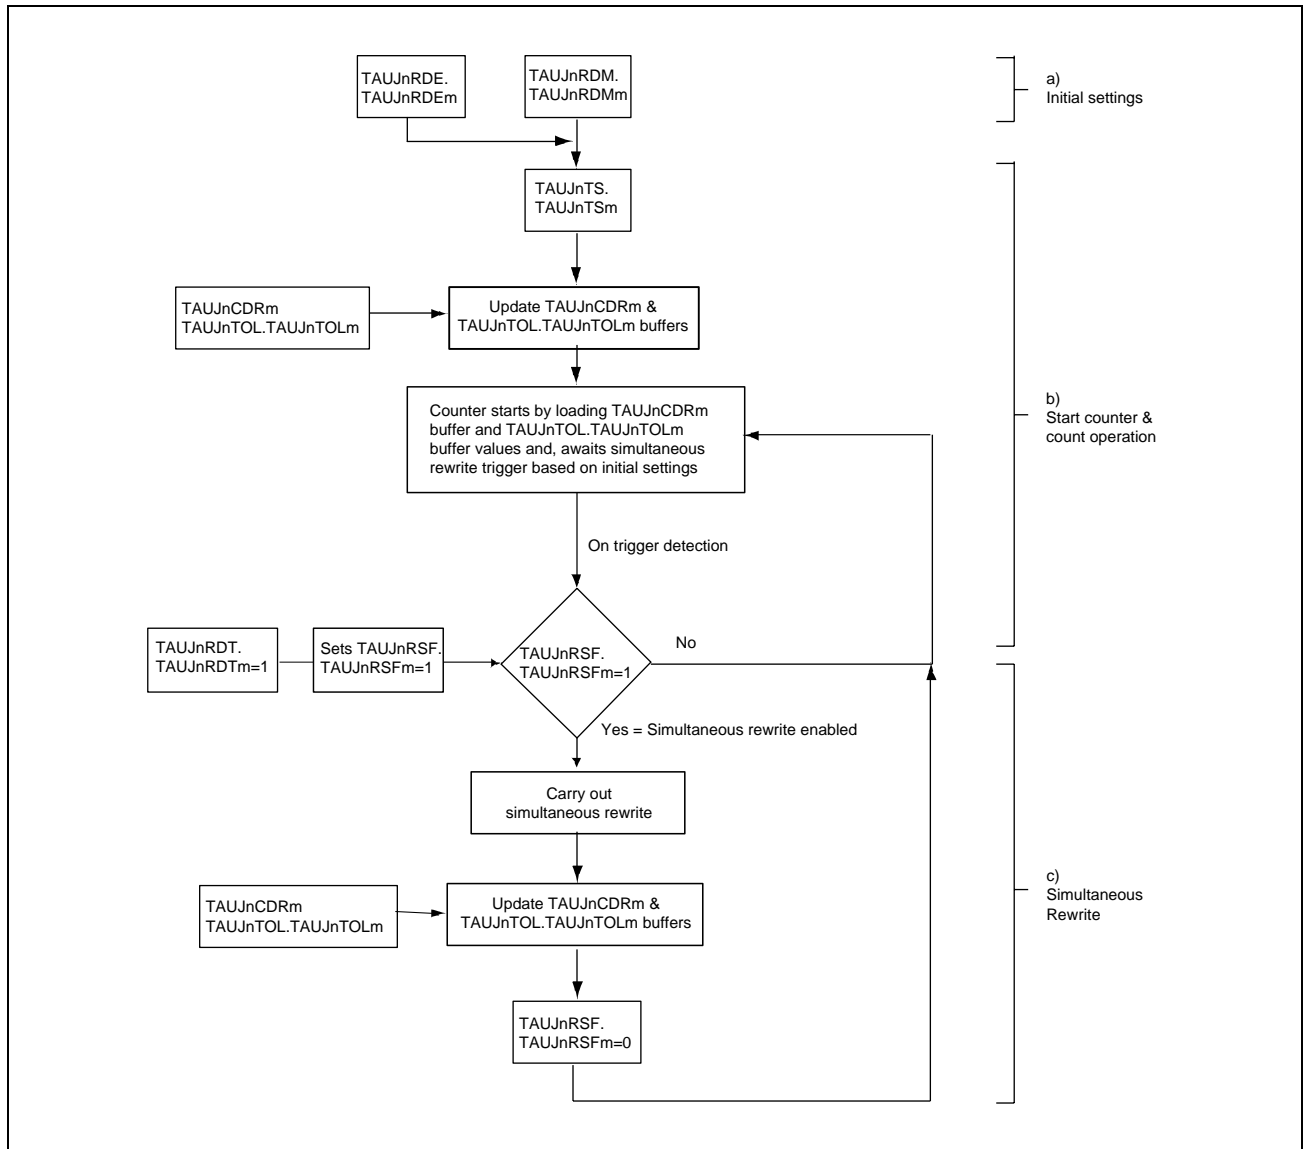 TAUJnRDE.
TAUJnRDEm
TAUJnRDM.
TAUJnRDMm
a)
Initial settings
TAUJnTS.
TAUJnTSm
TAUJnCDRm
TAUJnTOL.TAUJnTOLm
Update TAUJnCDRm &
TAUJnTOL.TAUJnTOLm buffers
Counter starts by loading TAUJnCDRm
buffer and TAUJnTOL.TAUJnTOLm
buffer values and, awaits simultaneous
rewrite trigger based on initial settings
b)
Start counter &
count operation
On trigger detection
TAUJnRDT.
TAUJnRDTm=1
Sets TAUJnRSF.
TAUJnRSFm=1
TAUJnRSF.
TAUJnRSFm=1
No
Yes = Simultaneous rewrite enabled
Carry out
simultaneous rewrite
TAUJnCDRm
TAUJnTOL.TAUJnTOLm
Update TAUJnCDRm &
TAUJnTOL.TAUJnTOLm buffers
c)
Simultaneous
Rewrite
TAUJnRSF.
TAUJnRSFm=0